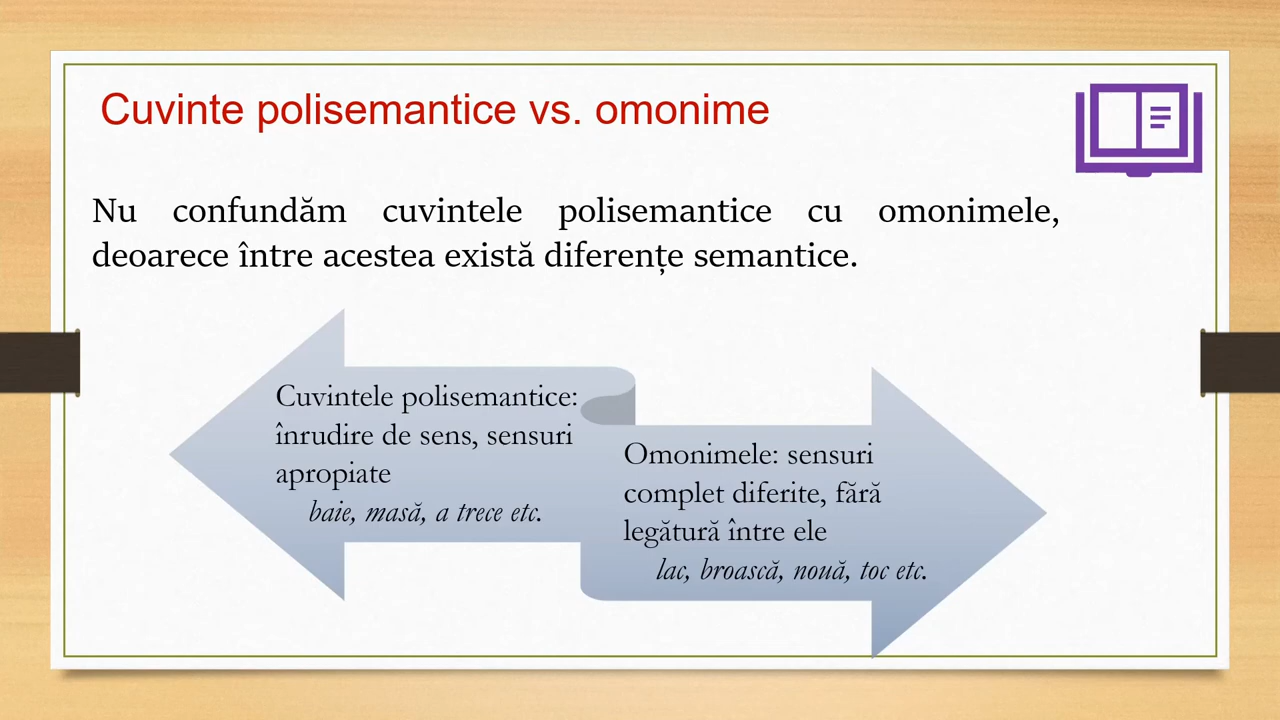 Cuvinte polisemantice vs. omonime
Nu confundăm cuvintele polisemantice cu omonimele,
deoarece între acestea există diferențe semantice.
Cuvintele polisemantice:
înrudire de sens, sensuri
apropiate
baie, masă, a trece etc.
Omonimele: sensuri
complet diferite, fără
legătură între ele
lac, broască, nouă, toc etc.